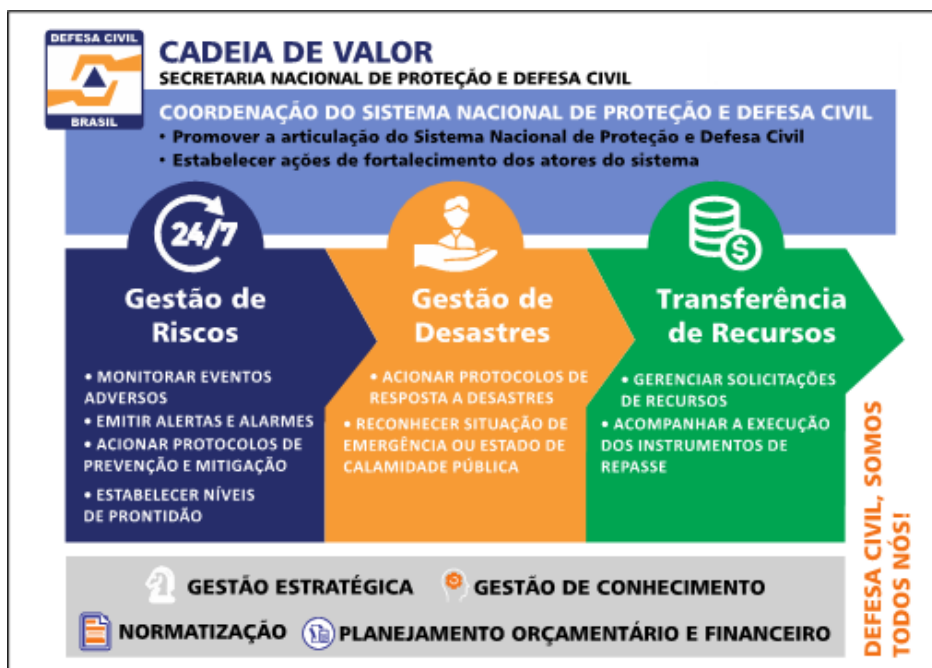 DEFESA CIVIL
BRASIL
CADEIA DE VALOR
SECRETARIA NACIONAL DE PROTEÇÃO E DEFESA CIVIL
COORDENAÇÃO DO SISTEMA NACIONAL DE PROTEÇÃO E DEFESA CIVIL
• Promover a articulação do Sistema Nacional de Proteção e Defesa Civil
• Estabelecer ações de fortalecimento dos atores do sistema
24/7
Gestão de
Riscos
• MONITORAR EVENTOS
ADVERSOS
• EMITIR ALERTAS E ALARMES
• ACIONAR PROTOCOLOS DE
PREVENÇÃO E MITIGAÇÃO
• ESTABELECER NÍVEIS
DE PRONTIDÃO
Gestão de
Desastres
• ACIONAR PROTOCOLOS DE
RESPOSTA A DESASTRES
• RECONHECER SITUAÇÃO DE
EMERGÊNCIA OU ESTADO DE
CALAMIDADE PÚBLICA
$
Transferência
de Recursos
• GERENCIAR SOLICITAÇÕES
DE RECURSOS
• ACOMPANHAR A EXECUÇÃO
DOS INSTRUMENTOS DE
REPASSE
DEFESA CIVIL, SOMOS
TODOS NÓS!
GESTÃO ESTRATÉGICA
GESTÃO DE CONHECIMENTO
NORMATIZAÇÃO
PLANEJAMENTO ORÇAMENTÁRIO E FINANCEIRO